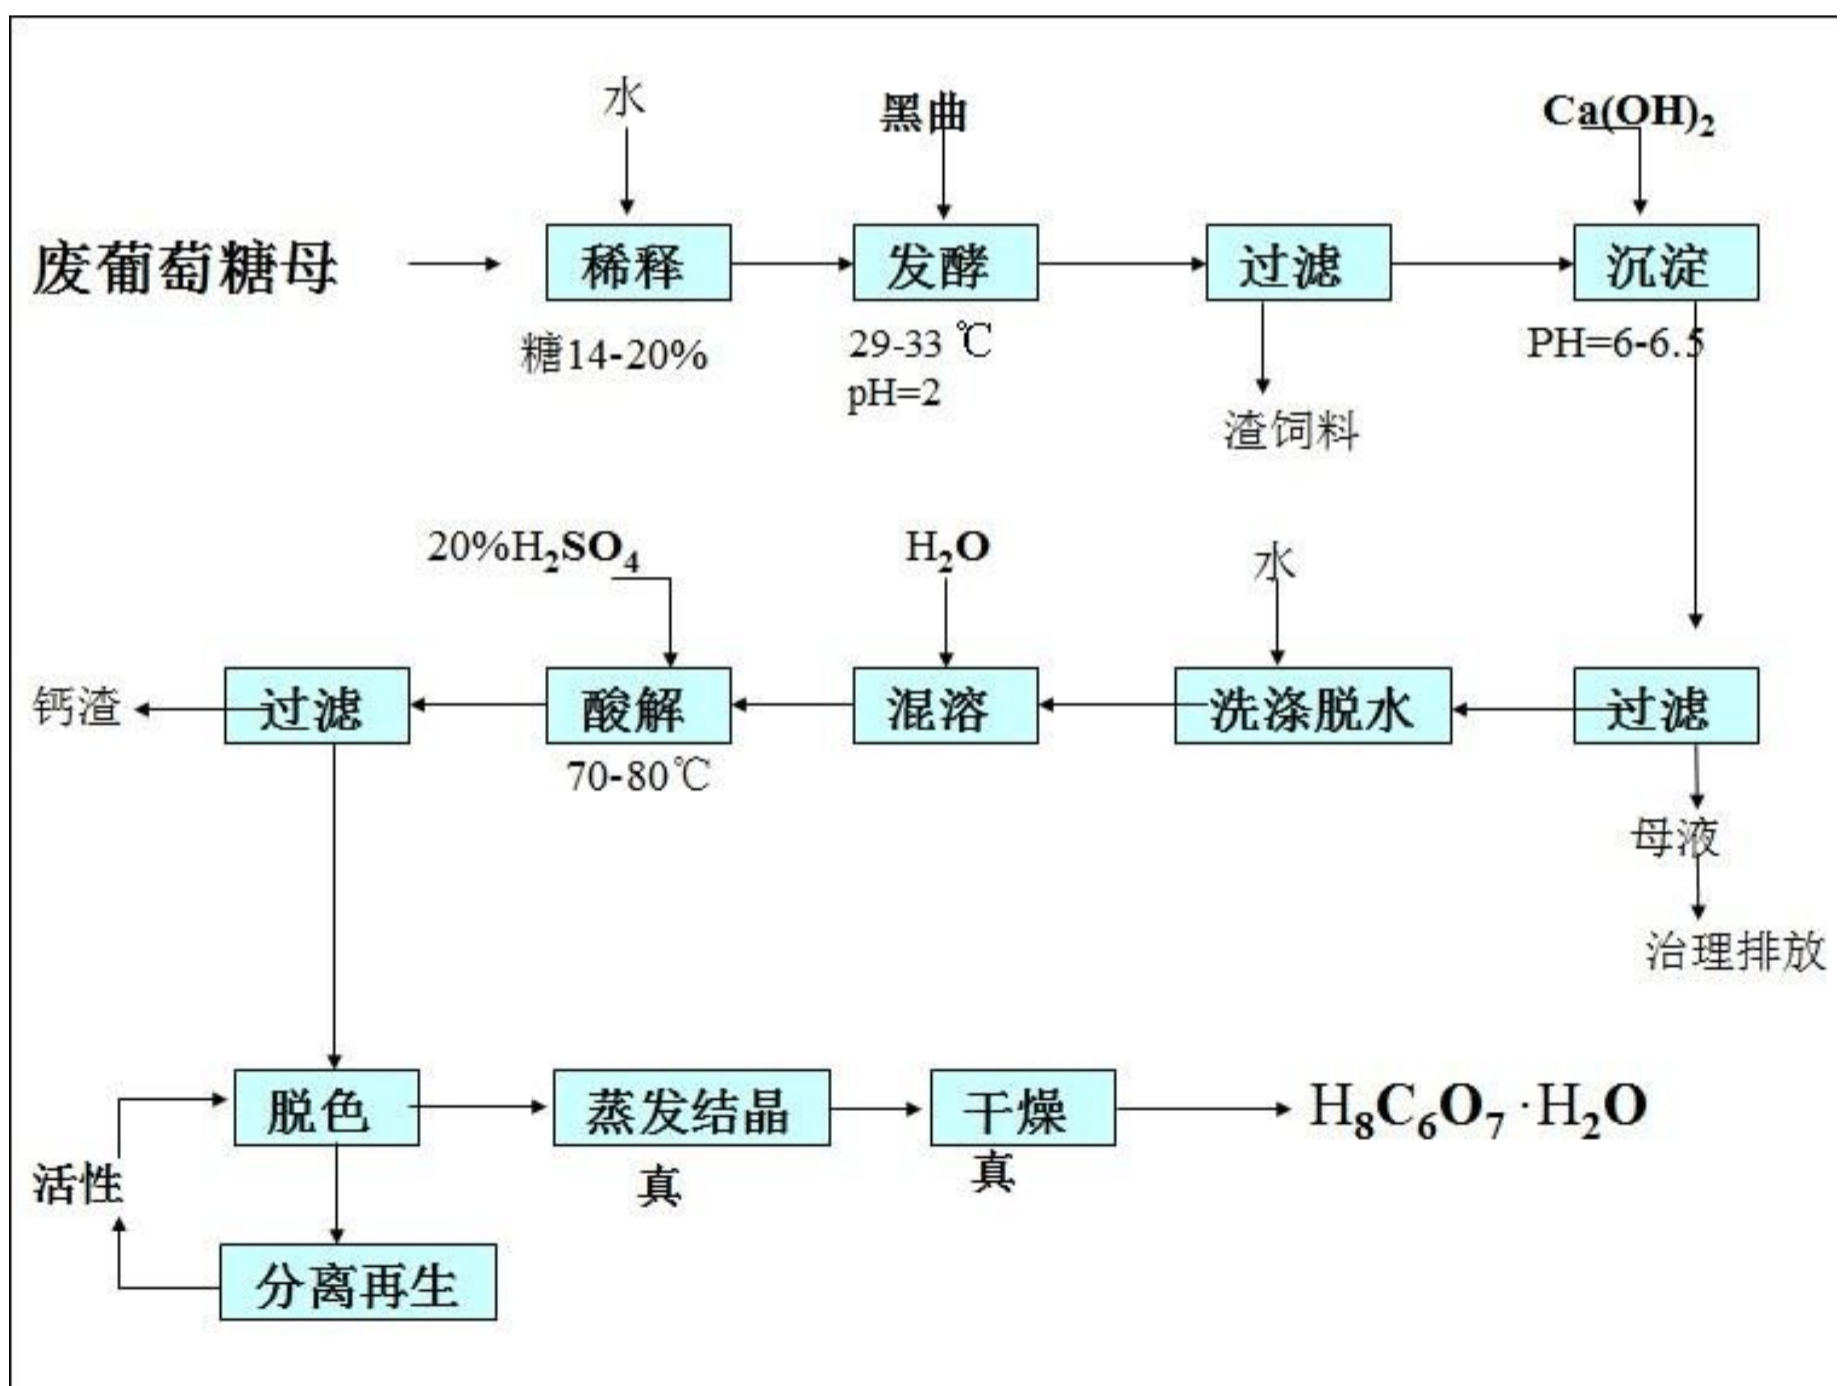 水
黑曲
Ca(OH)₂
废葡萄糖母
稀释
发酵
过滤
沉淀
糖14-20%
29-33 ℃
pH=2
PH=6-6.5
渣饲料
20%H₂SO₄
H₂O
水
钙渣
过滤
酸解
混溶
洗涤脱水
过滤
70-80℃
母液
治理排放
脱色
蒸发结晶
干燥
H₈C₆O₇·H₂O
活性
真
真
分离再生